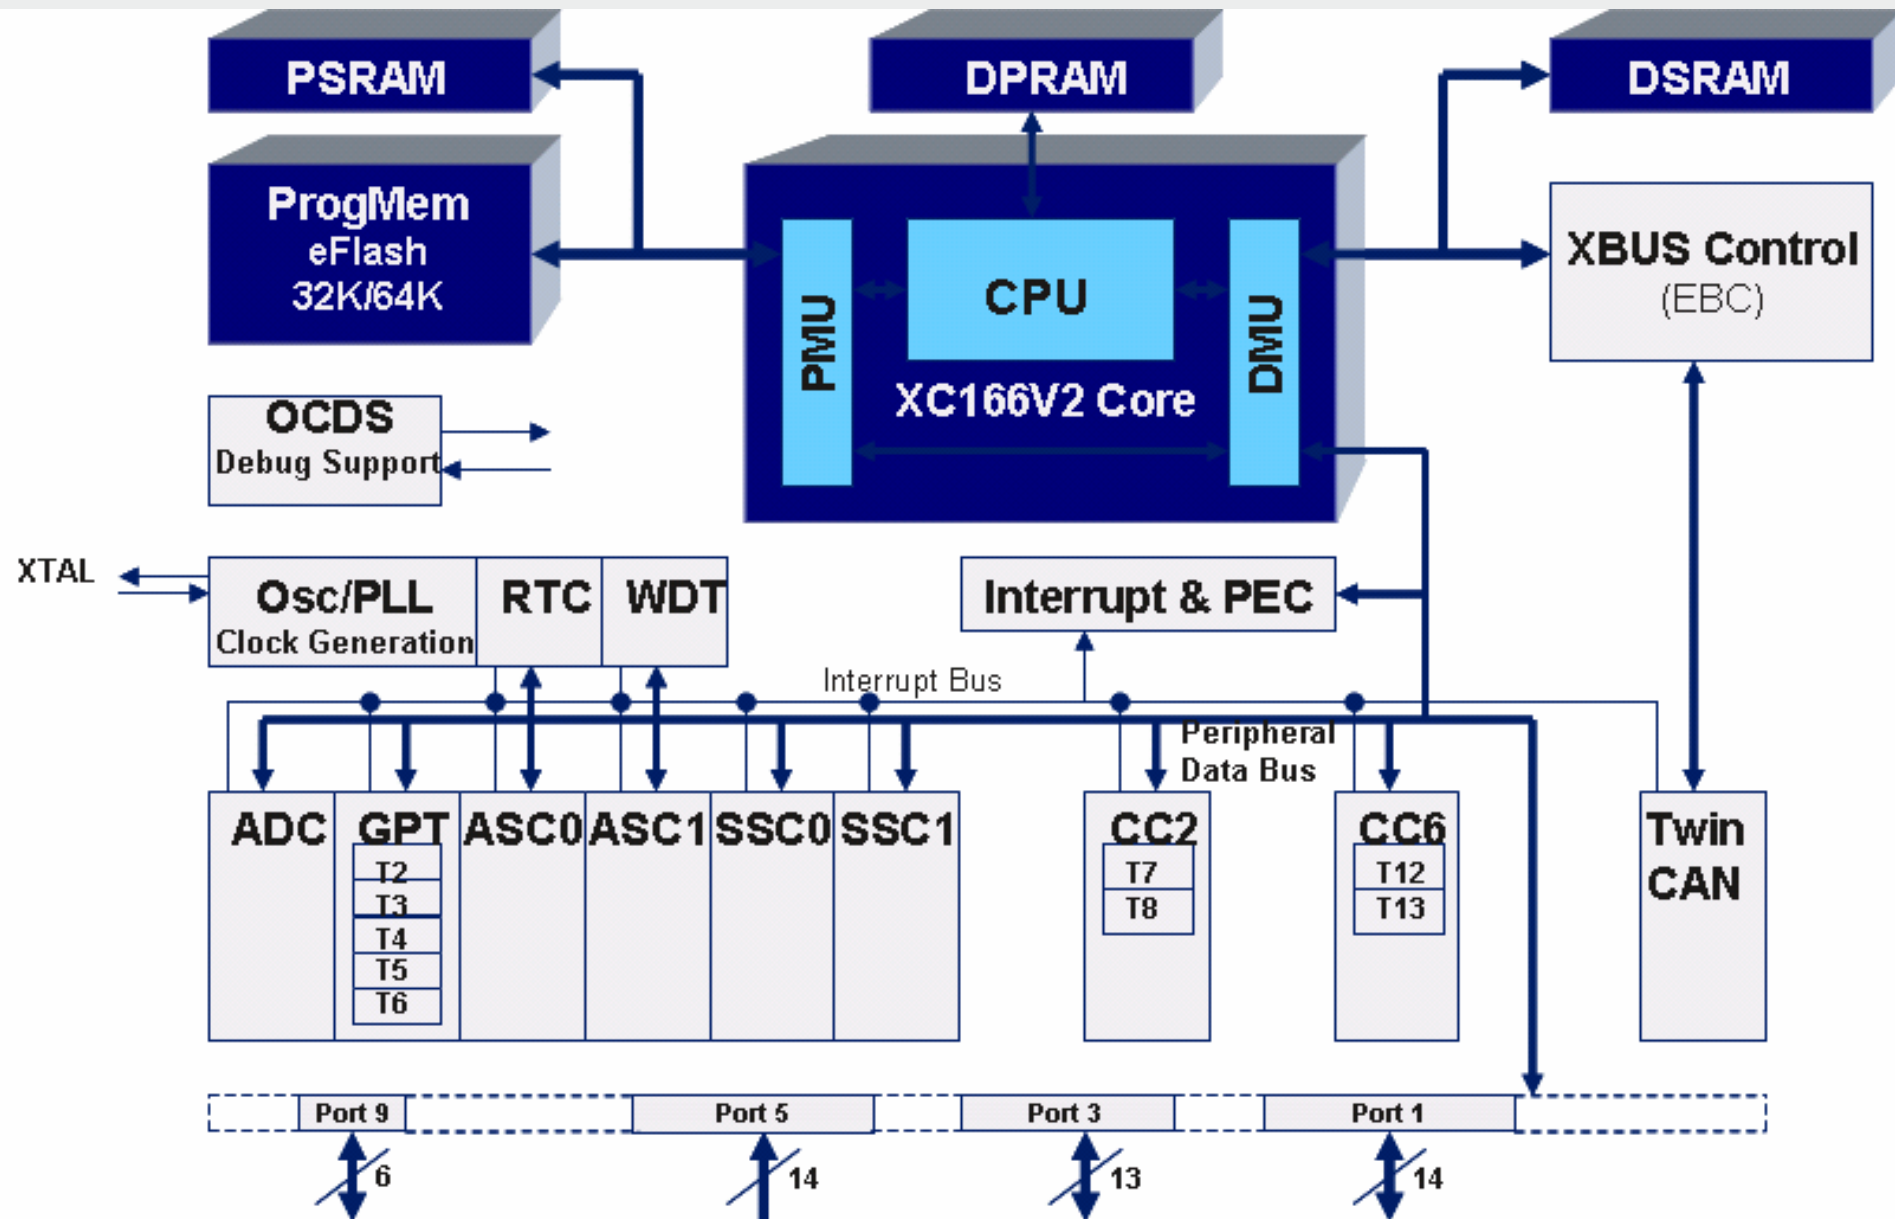 PSRAM
DPRAM
DSRAM
ProgMem
eFlash
32K/64K
PMU
CPU
DMU
XC166V2 Core
XBUS Control
(EBC)
OCDS
Debug Support
XTAL
Osc/PLL
Clock Generation
RTC
WDT
Interrupt & PEC
Interrupt Bus
Peripheral
Data Bus
ADC
GPT
T2
T3
T4
T5
T6
ASC0
ASC1
SSC0
SSC1
CC2
T7
T8
CC6
T12
T13
Twin
CAN
Port 9
Port 5
Port 3
Port 1
6
14
13
14